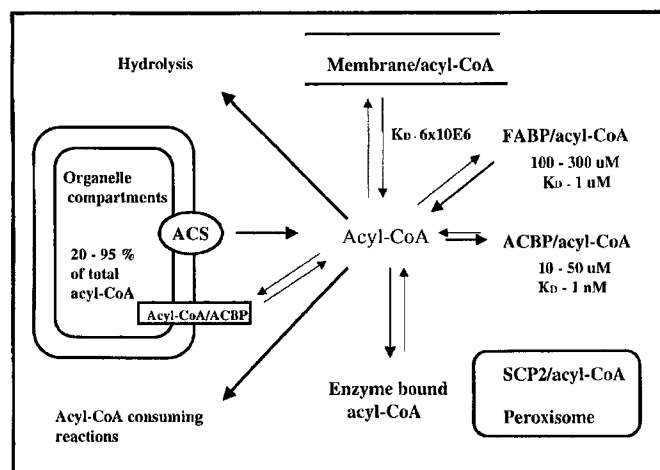 Hydrolysis
Membrane/acyl-CoA
KD - 6x10E6
FABP/acyl-CoA
100 - 300 uM
KD - 1 uM
Organelle
compartments
ACS
Acyl-CoA
ACBP/acyl-CoA
10 - 50 uM
KD - 1 nM
20 - 95 %
of total
acyl-CoA
Acyl-CoA/ACBP
Enzyme bound
acyl-CoA
SCP2/acyl-CoA
Peroxisome
Acyl-CoA consuming
reactions